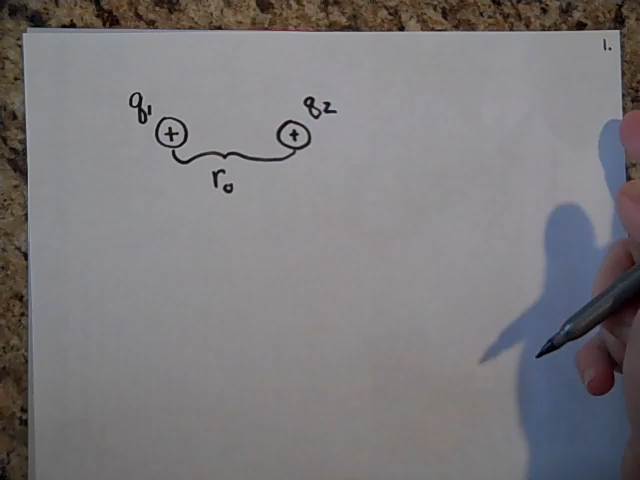 1.
q₁ q₂
+ +
r₀